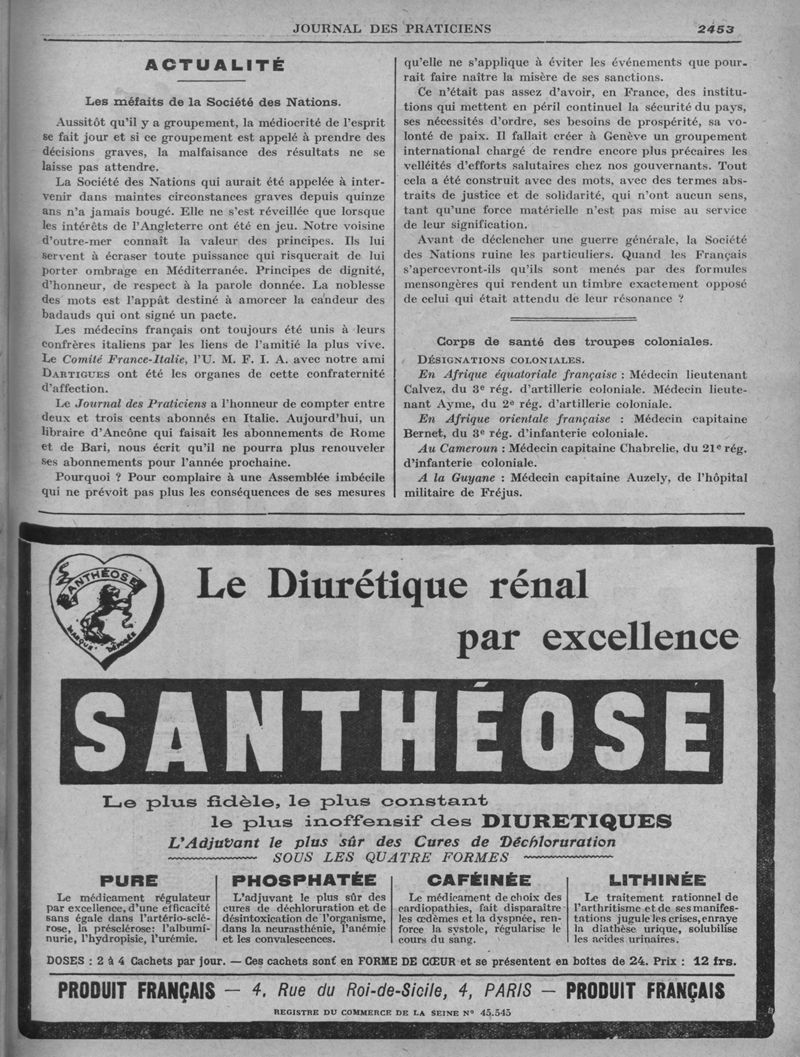 JOURNAL DES PRATICIENS
2453
ACTUALITÉ
Les méfaits de la Société des Nations.
Aussitôt qu'il y a groupement, la médiocrité de l'esprit
se fait jour et si ce groupement est appelé à prendre des
décisions graves, la malfaisance des résultats ne se
laisse pas attendre.
La Société des Nations qui aurait été appelée à inter-
venir dans maintes circonstances graves depuis quinze
ans n'a jamais bougé. Elle ne s'est réveillée que lorsque
les intérêts de l'Angleterre ont été en jeu. Notre voisine
d'outre-mer connaît la valeur des principes. Ils lui
servent à écraser toute puissance qui risquerait de lui
porter ombrage en Méditerranée. Principes de dignité,
d'honneur, de respect à la parole donnée. La noblesse
des mots est l'appât destiné à amorcer la candeur des
badauds qui ont signé un pacte.
Les médecins français ont toujours été unis à leurs
confrères italiens par les liens de l'amitié la plus vive.
Le Comité France-Italie, l'U. M. F. I. A. avec notre ami
DARTIGUES ont été les organes de cette confraternité
d'affection.
Le Journal des Praticiens a l'honneur de compter entre
deux et trois cents abonnés en Italie. Aujourd'hui, un
libraire d'Ancône qui faisait les abonnements de Rome
et de Bari, nous écrit qu'il ne pourra plus renouveler
ses abonnements pour l'année prochaine.
Pourquoi ? Pour complaire à une Assemblée imbécile
qui ne prévoit pas plus les conséquences de ses mesures
qu'elle ne s'applique à éviter les événements que pour-
rait faire naître la misère de ses sanctions.
Ce n'était pas assez d'avoir, en France, des institu-
tions qui mettent en péril continuel la sécurité du pays,
ses nécessités d'ordre, ses besoins de prospérité, sa vo-
lonté de paix. Il fallait créer à Genève un groupement
international chargé de rendre encore plus précaires les
velléités d'efforts salutaires chez nos gouvernants. Tout
cela a été construit avec des mots, avec des termes abs-
traits de justice et de solidarité, qui n'ont aucun sens,
tant qu'une force matérielle n'est pas mise au service
de leur signification.
Avant de déclencher une guerre générale, la Société
des Nations ruine les particuliers. Quand les Français
s'apercevront-ils qu'ils sont menés par des formules
mensongères qui rendent un timbre exactement opposé
de celui qui était attendu de leur résonance ?
Corps de santé des troupes coloniales.
DÉSIGNATIONS COLONIALES.
En Afrique équatoriale française : Médecin lieutenant
Calvez, du 3e rég. d'artillerie coloniale. Médecin lieute-
nant Ayme, du 2e rég. d'artillerie coloniale.
En Afrique orientale française : Médecin capitaine
Bernet, du 3e rég. d'infanterie coloniale.
Au Cameroun : Médecin capitaine Chabrelie, du 21e rég.
d'infanterie coloniale.
A la Guyane : Médecin capitaine Auzely, de l'hôpital
militaire de Fréjus.
SANTHÉOSE
MARQUE DÉPOSÉE
Le Diurétique rénal
par excellence
SANTHÉOSE
Le plus fidèle, le plus constant
le plus inoffensif des DIURETIQUES
L'Adjuvant le plus sûr des Cures de Déchloruration
SOUS LES QUATRE FORMES
PURE
Le médicament régulateur
par excellence, d'une efficacité
sans égale dans l'artério-sclé-
rose, la présclérose: l'albumi-
nurie, l'hydropisie, l'urémie.
PHOSPHATÉE
L'adjuvant le plus sûr des
cures de déchloruration et de
désintoxication de l'organisme,
dans la neurasthénie, l'anémie
et les convalescences.
CAFÉINÉE
Le médicament de choix des
cardiopathies, fait disparaître
les œdèmes et la dyspnée, ren-
force la systole, régularise le
cours du sang.
LITHINÉE
Le traitement rationnel de
l'arthritisme et de ses manifes-
tations jugule les crises, enraye
la diathèse urique, solubilise
les acides urinaires.
DOSES : 2 à 4 Cachets par jour. — Ces cachets sont en FORME DE CŒUR et se présentent en boîtes de 24. Prix : 12 frs.
PRODUIT FRANÇAIS — 4, Rue du Roi-de-Sicile, 4, PARIS — PRODUIT FRANÇAIS
REGISTRE DU COMMERCE DE LA SEINE N° 45.545